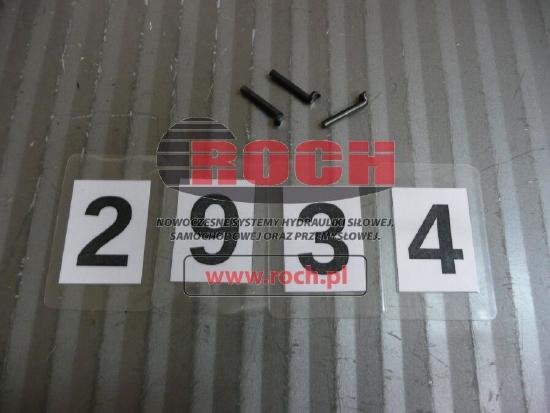 ROCH
2 9 3 4
NOWOCZESNE SYSTEMY HYDRAULIKI SIŁOWEJ,
SAMOCHODOWEJ ORAZ PRZEMYSŁOWEJ.
www.roch.pl